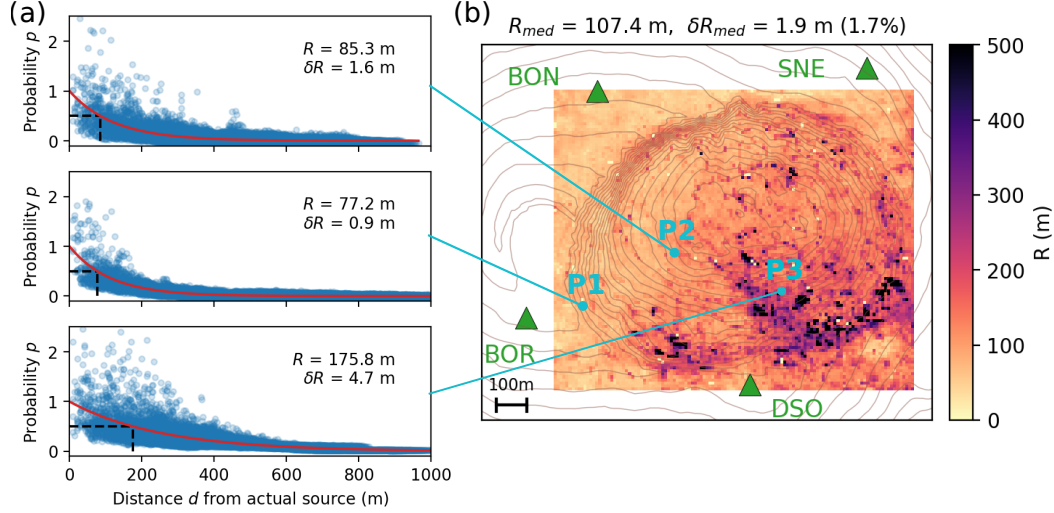 (a)
2
1
0
Probability p
R = 85.3 m
δR = 1.6 m
2
1
0
Probability p
R = 77.2 m
δR = 0.9 m
2
1
0
Probability p
R = 175.8 m
δR = 4.7 m
0 200 400 600 800 1000
Distance d from actual source (m)
(b)
R_med = 107.4 m, δR_med = 1.9 m (1.7%)
BON
SNE
P2
P3
P1
BOR
100m
DSO
500
400
300
200
100
0
R (m)